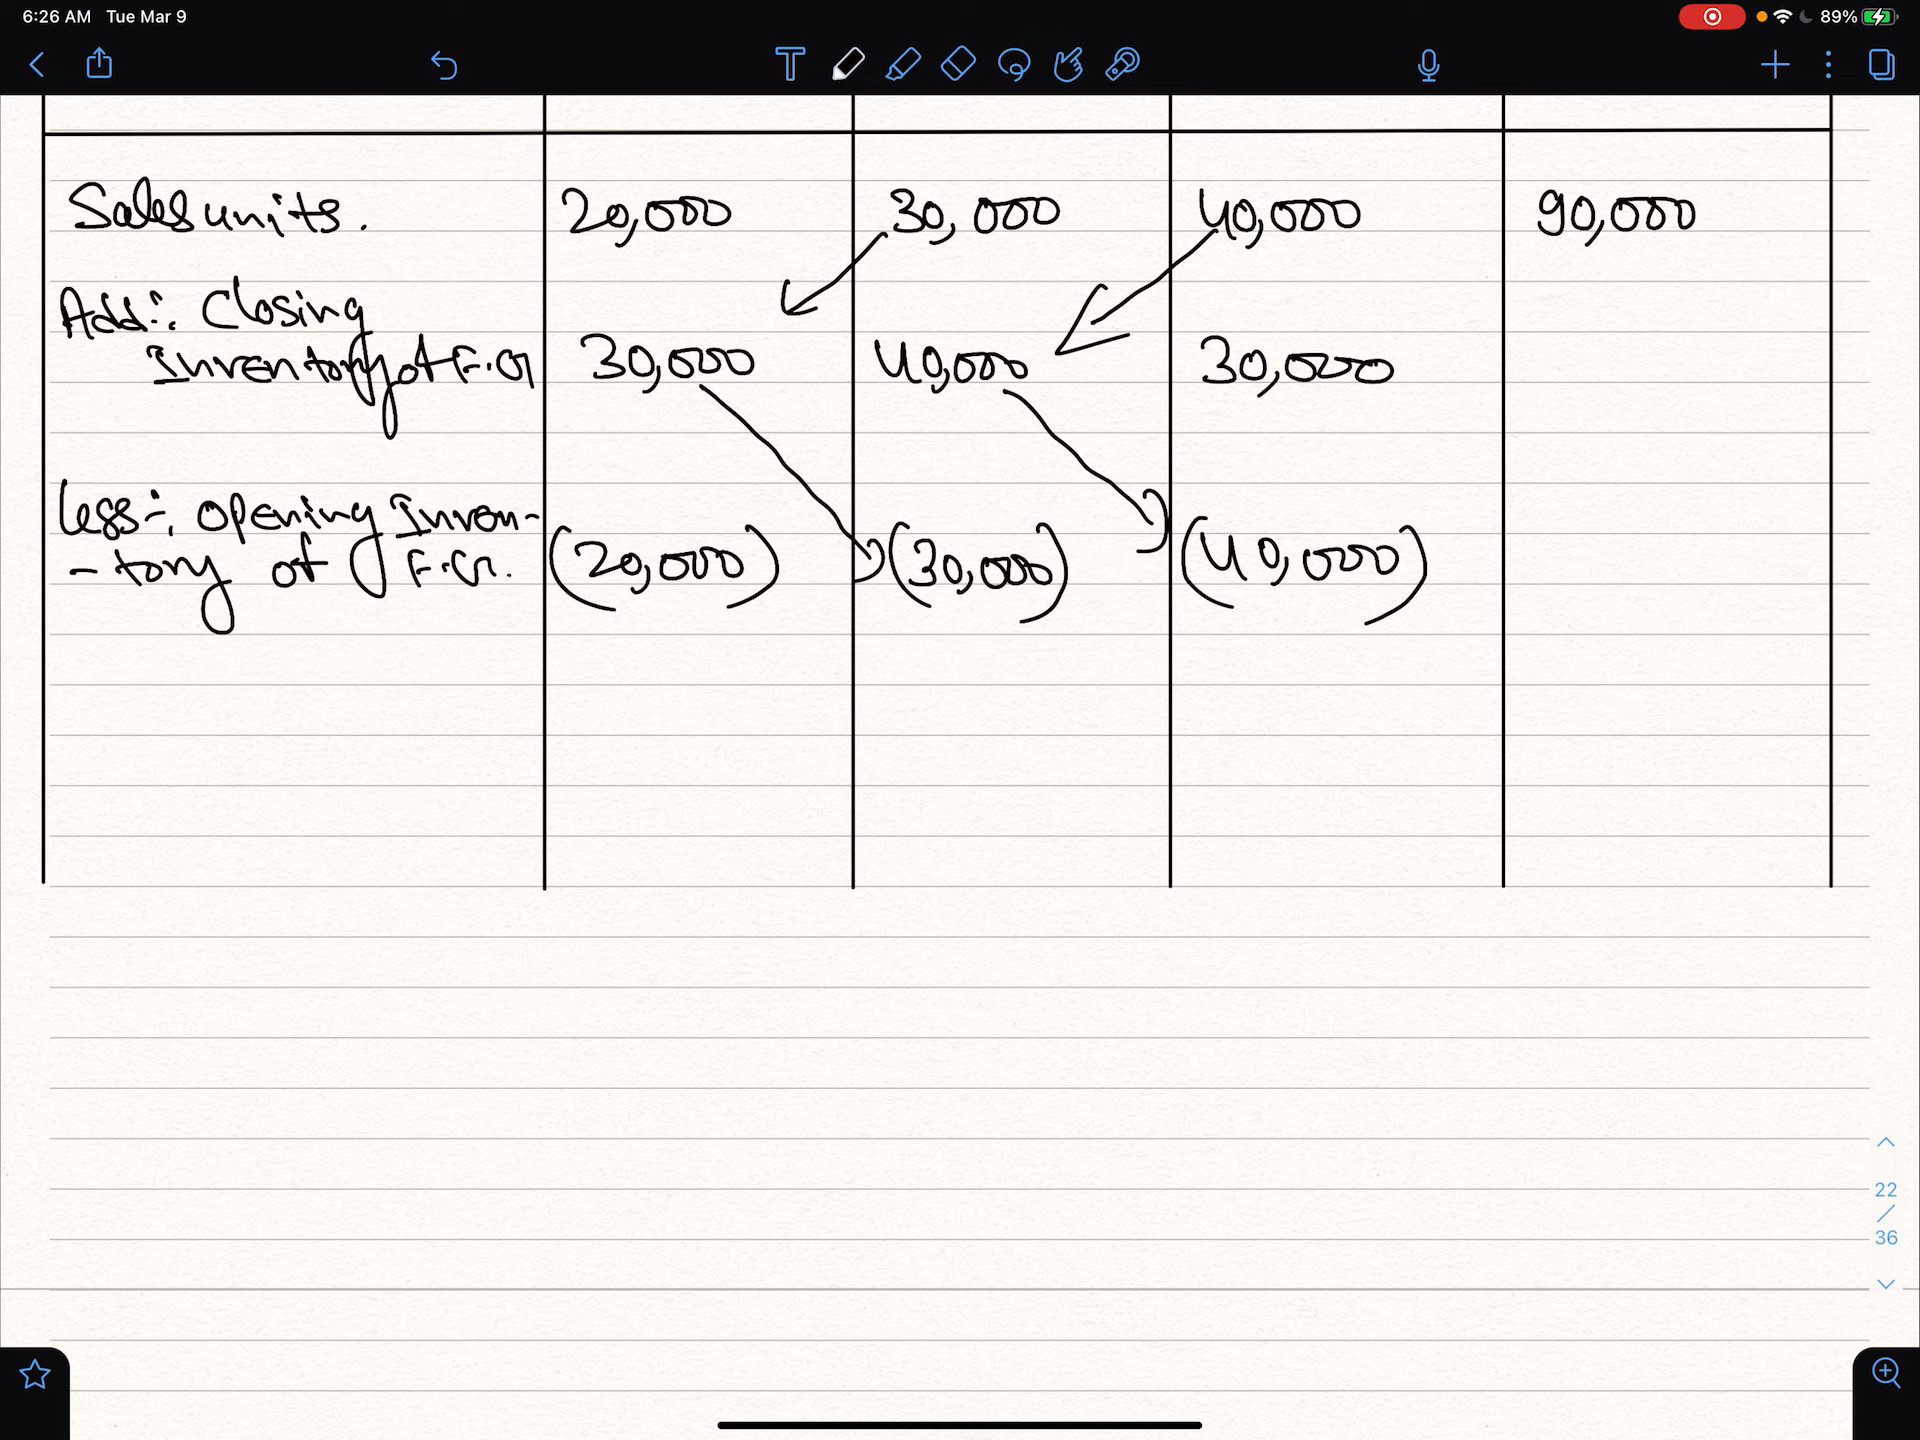 6:26 AM Tue Mar 9
89%
Sales units. 20,000 30,000 40,000 90,000
Add:. Closing
Inventory of F.G 30,000 40,000 30,000
Less:. Opening Inven-
-tory of F.G. (20,000) (30,000) (40,000)
22
/
36